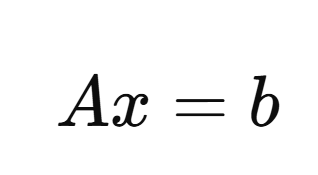 Ax = b